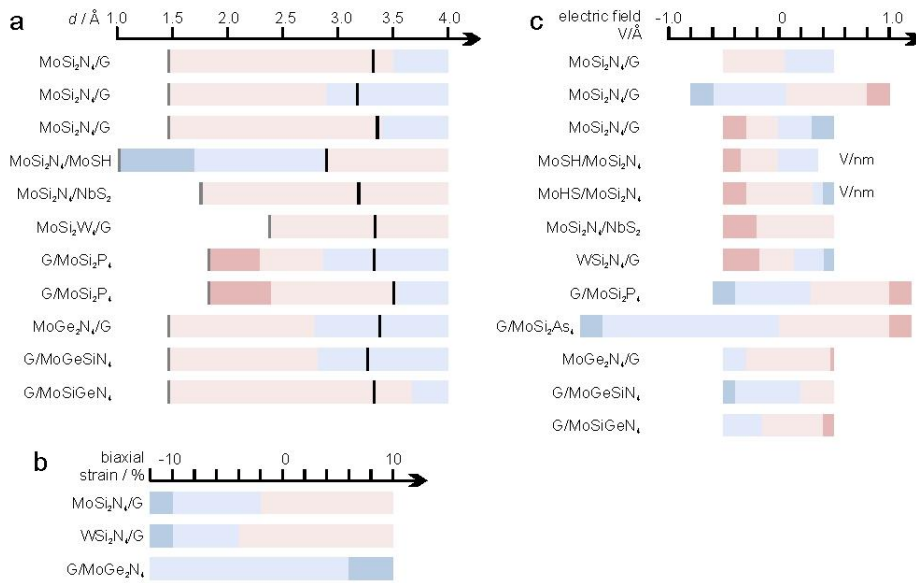 a
d / Å
1.0 1.5 2.0 2.5 3.0 3.5 4.0
MoSi₂N₄/G
MoSi₂N₄/G
MoSi₂N₄/G
MoSi₂N₄/MoSH
MoSi₂N₄/NbS₂
MoSi₂W₄/G
G/MoSi₂P₄
G/MoSi₂P₄
MoGe₂N₄/G
G/MoGeSiN₄
G/MoSiGeN₄
b
biaxial
strain / %
-10 0 10
MoSi₂N₄/G
WSi₂N₄/G
G/MoGe₂N₄
c
electric field
V/Å
-1.0 0 1.0
MoSi₂N₄/G
MoSi₂N₄/G
MoSi₂N₄/G
MoSH/MoSi₂N₄ V/nm
MoHS/MoSi₂N₄ V/nm
MoSi₂N₄/NbS₂
WSi₂N₄/G
G/MoSi₂P₄
G/MoSi₂As₄
MoGe₂N₄/G
G/MoGeSiN₄
G/MoSiGeN₄